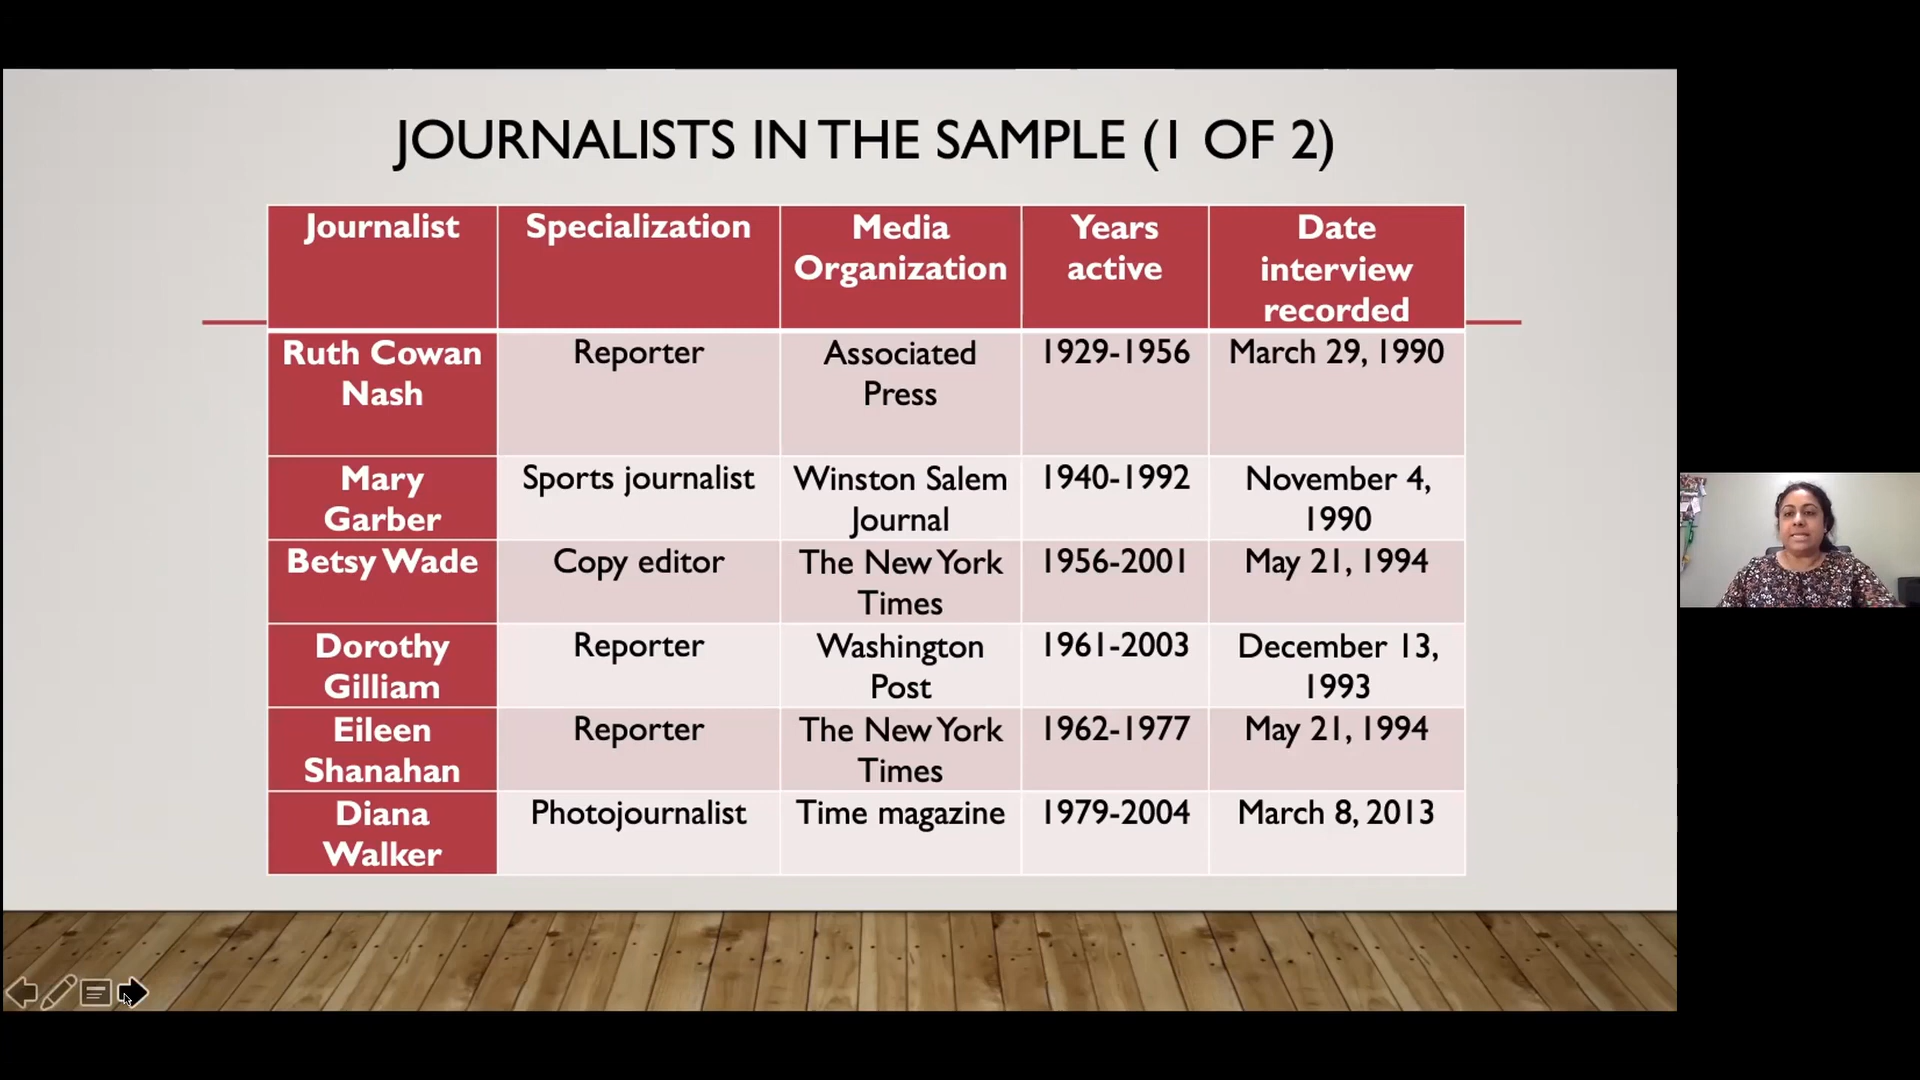 JOURNALISTS IN THE SAMPLE (1 OF 2)
Journalist
Specialization
Media
Organization
Years
active
Date
interview
recorded
Ruth Cowan
Nash
Reporter
Associated
Press
1929-1956
March 29, 1990
Mary
Garber
Sports journalist
Winston Salem
Journal
1940-1992
November 4,
1990
Betsy Wade
Copy editor
The New York
Times
1956-2001
May 21, 1994
Dorothy
Gilliam
Reporter
Washington
Post
1961-2003
December 13,
1993
Eileen
Shanahan
Reporter
The New York
Times
1962-1977
May 21, 1994
Diana
Walker
Photojournalist
Time magazine
1979-2004
March 8, 2013